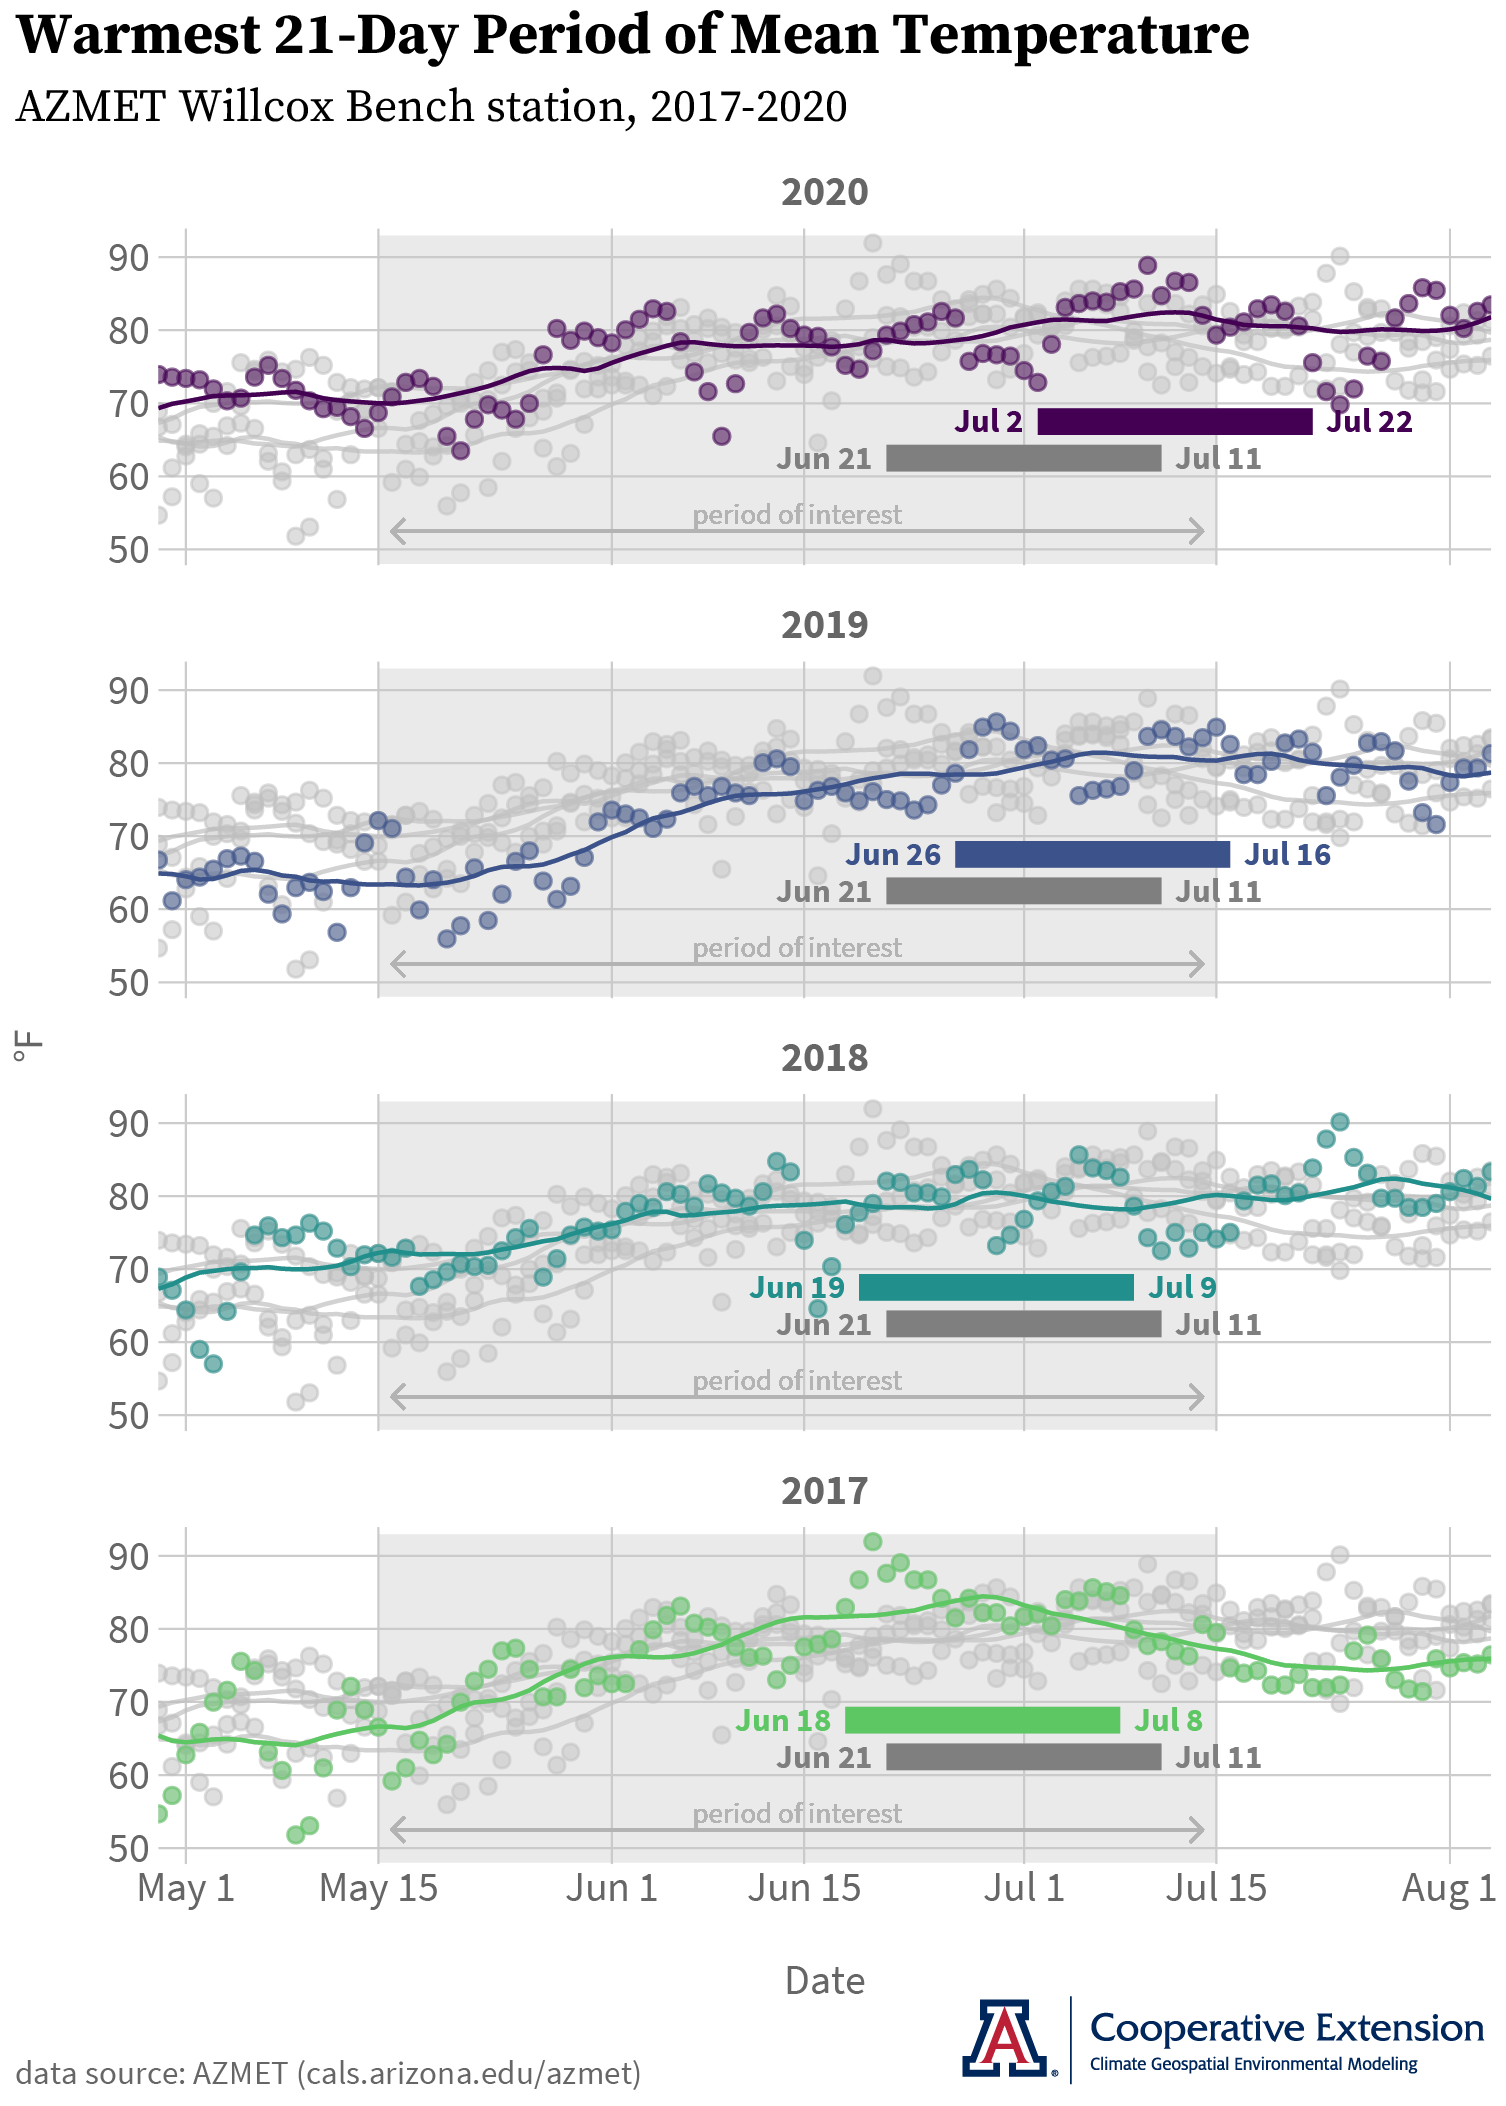 Warmest 21-Day Period of Mean Temperature
AZMET Willcox Bench station, 2017-2020
2020
90
80
70
60
50
Jul 2
Jul 22
Jun 21
Jul 11
period of interest
2019
90
80
70
60
50
Jun 26
Jul 16
Jun 21
Jul 11
period of interest
°F
2018
90
80
70
60
50
Jun 19
Jul 9
Jun 21
Jul 11
period of interest
2017
90
80
70
60
50
Jun 18
Jul 8
Jun 21
Jul 11
period of interest
May 1 May 15 Jun 1 Jun 15 Jul 1 Jul 15 Aug 1
Date
A
®
Cooperative Extension
Climate Geospatial Environmental Modeling
data source: AZMET (cals.arizona.edu/azmet)